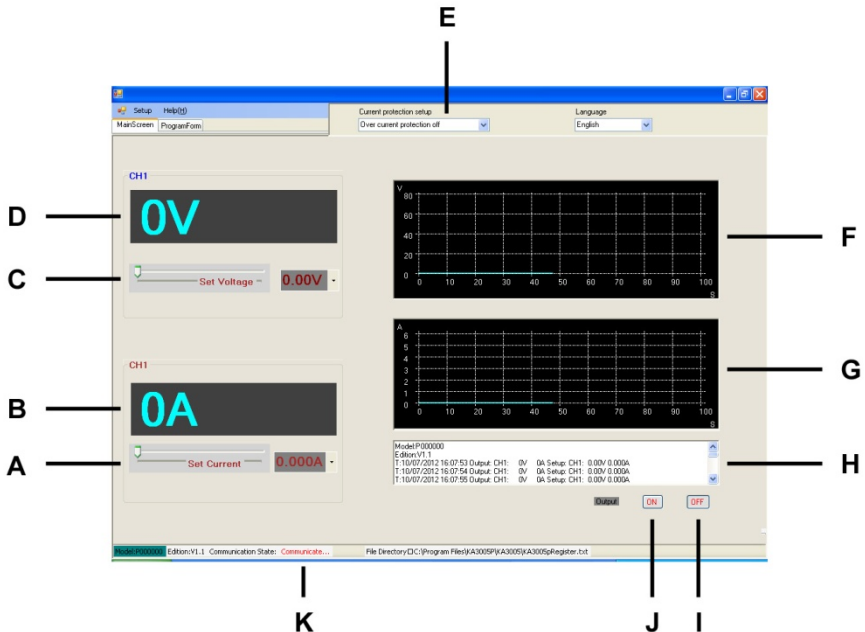 E
Setup Help(H)
Current protection setup
Language
MainScreen ProgramForm
Over current protection off
English
CH1
D
0V
C
Set Voltage
0.00V
V
80
60
40
20
0
0 10 20 30 40 50 60 70 80 90 100
S
F
CH1
B
0A
A
Set Current
0.000A
A
6
5
4
3
2
1
0
0 10 20 30 40 50 60 70 80 90 100
S
G
Model:P000000
Edition:V1.1
T:10/07/2012 16:07:53 Output: CH1: 0V 0A Setup: CH1: 0.00V 0.000A
T:10/07/2012 16:07:54 Output: CH1: 0V 0A Setup: CH1: 0.00V 0.000A
T:10/07/2012 16:07:55 Output: CH1: 0V 0A Setup: CH1: 0.00V 0.000A
H
Output ON OFF
Model:P000000 Edition:V1.1 Communication State: Communicate... File Directory□C:\Program Files\KA3005P\KA3005\KA3005pRegister.txt
K
J
I